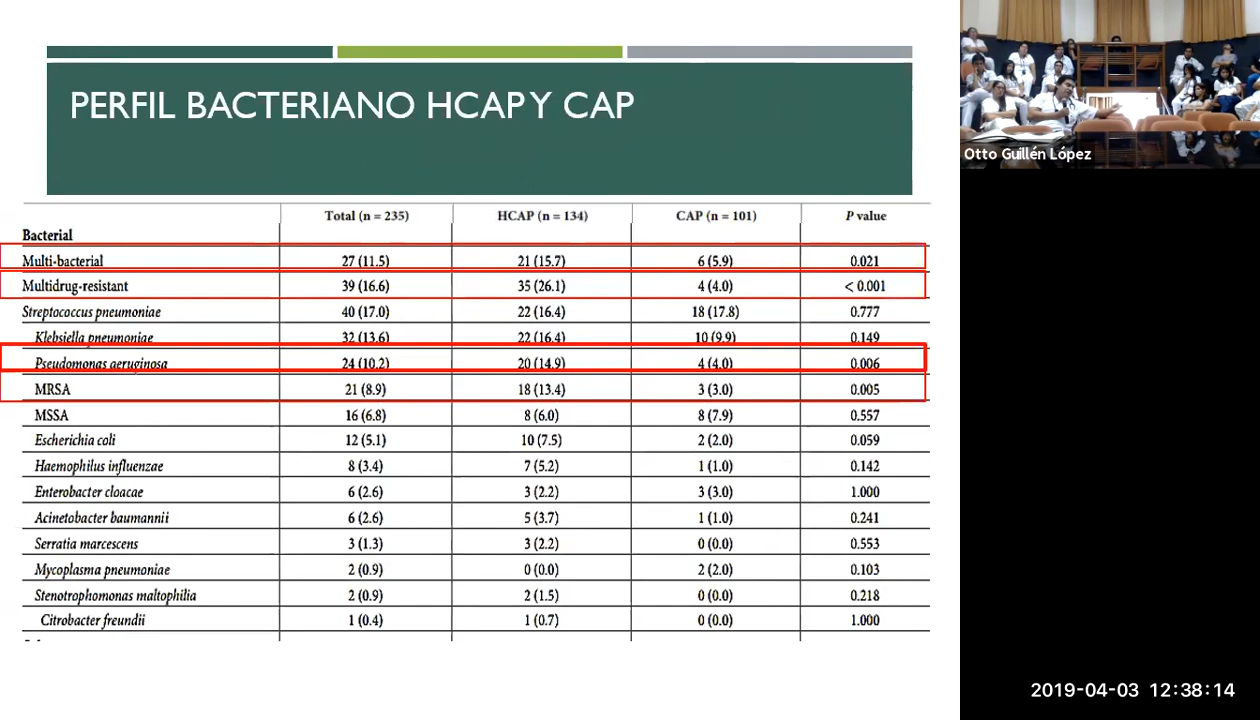 PERFIL BACTERIANO HCAP Y CAP
Otto Guillén López
Total (n = 235) HCAP (n = 134) CAP (n = 101) P value
Bacterial
Multi-bacterial 27 (11.5) 21 (15.7) 6 (5.9) 0.021
Multidrug-resistant 39 (16.6) 35 (26.1) 4 (4.0) < 0.001
Streptococcus pneumoniae 40 (17.0) 22 (16.4) 18 (17.8) 0.777
Klebsiella pneumoniae 32 (13.6) 22 (16.4) 10 (9.9) 0.149
Pseudomonas aeruginosa 24 (10.2) 20 (14.9) 4 (4.0) 0.006
MRSA 21 (8.9) 18 (13.4) 3 (3.0) 0.005
MSSA 16 (6.8) 8 (6.0) 8 (7.9) 0.557
Escherichia coli 12 (5.1) 10 (7.5) 2 (2.0) 0.059
Haemophilus influenzae 8 (3.4) 7 (5.2) 1 (1.0) 0.142
Enterobacter cloacae 6 (2.6) 3 (2.2) 3 (3.0) 1.000
Acinetobacter baumannii 6 (2.6) 5 (3.7) 1 (1.0) 0.241
Serratia marcescens 3 (1.3) 3 (2.2) 0 (0.0) 0.553
Mycoplasma pneumoniae 2 (0.9) 0 (0.0) 2 (2.0) 0.103
Stenotrophomonas maltophilia 2 (0.9) 2 (1.5) 0 (0.0) 0.218
Citrobacter freundii 1 (0.4) 1 (0.7) 0 (0.0) 1.000
2019-04-03 12:38:14